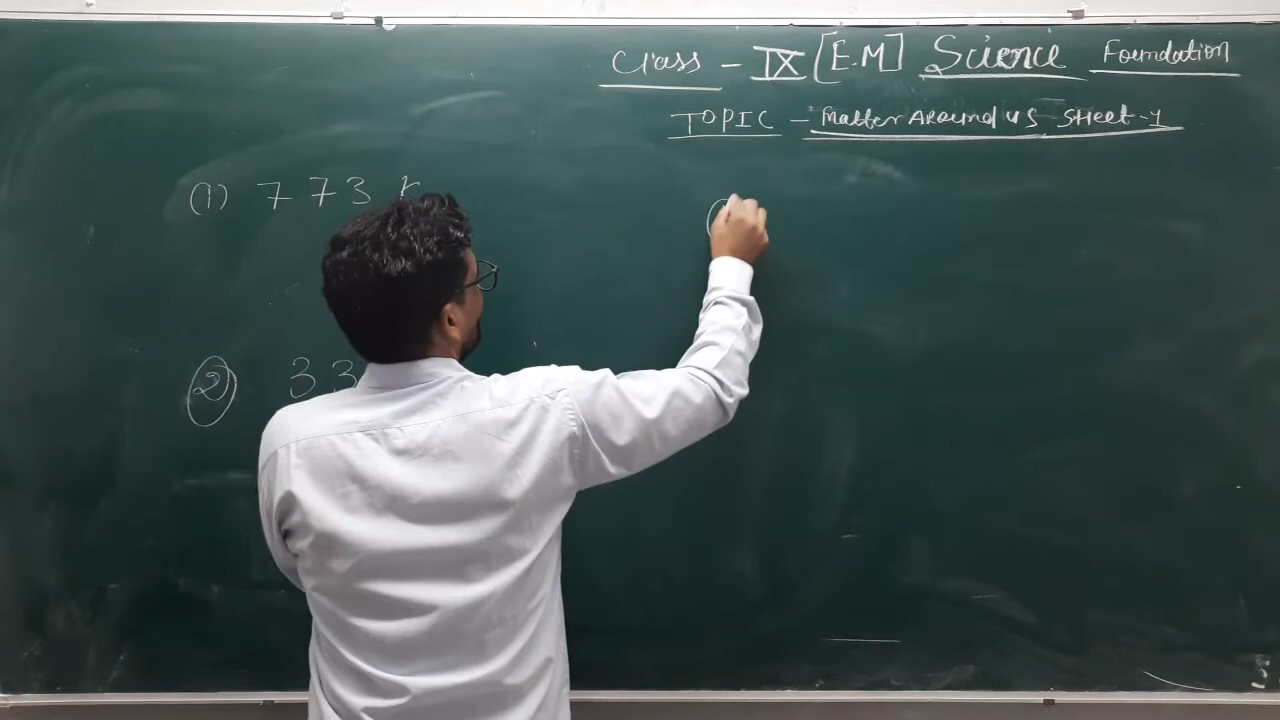 Class - IX [E.M] Science Foundation
TOPIC - Matter Around us Sheet-1
(1) 773 K
(2) 33